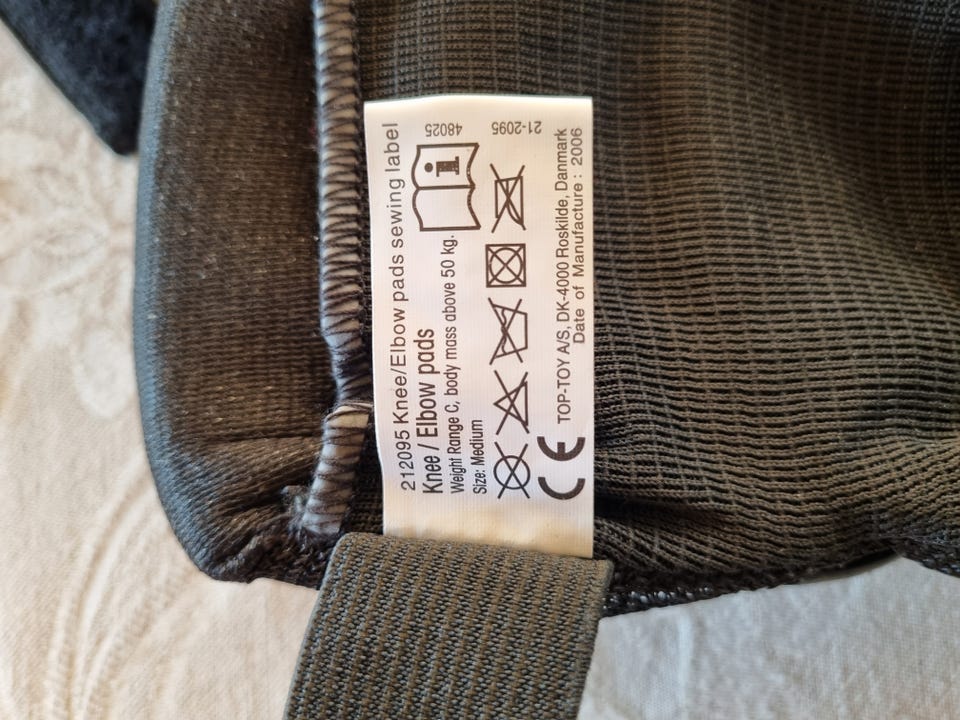 212095 Knee/Elbow pads sewing label
Knee / Elbow pads
Weight Range C, body mass above 50 kg.
Size: Medium
i
CE
TOP-TOY A/S, DK-4000 Roskilde, Danmark
Date of Manufacture : 2006
48025
21-2095